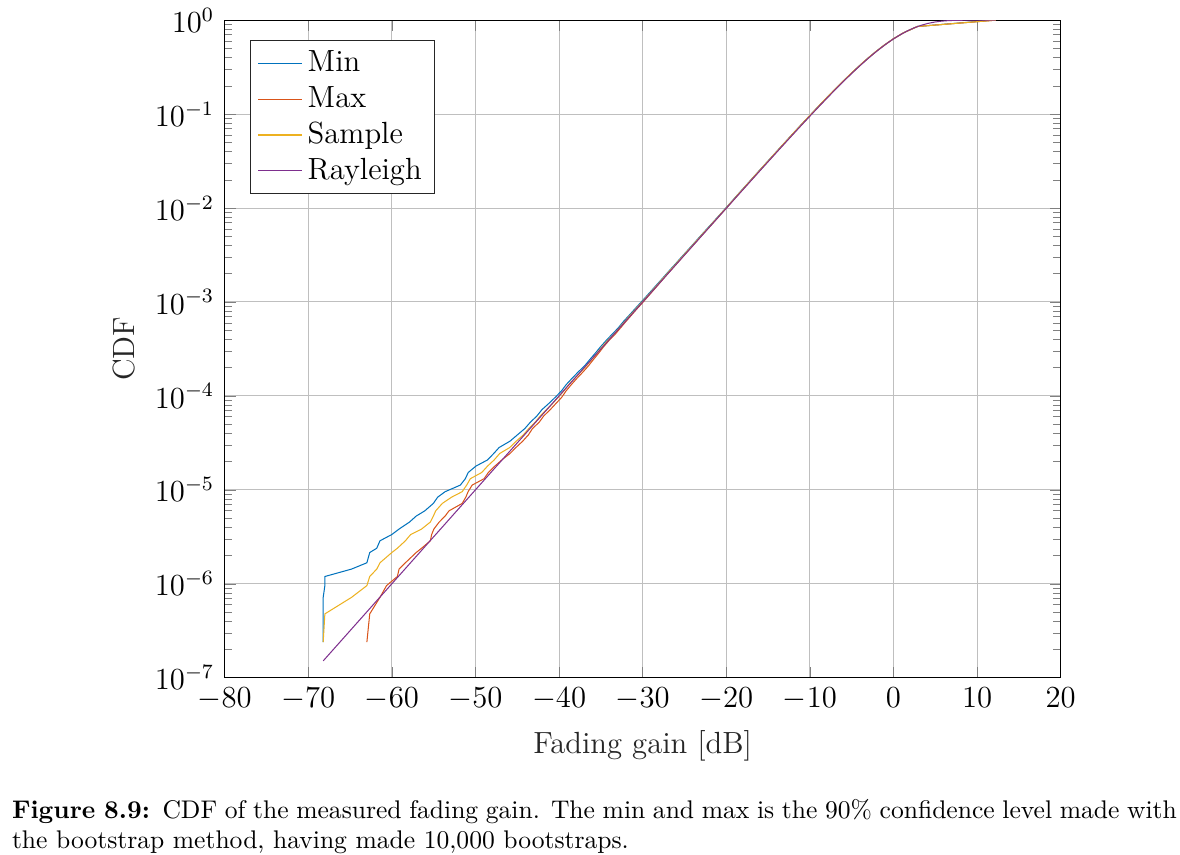 10⁰
10⁻¹
10⁻²
10⁻³
10⁻⁴
10⁻⁵
10⁻⁶
10⁻⁷
CDF
Min
Max
Sample
Rayleigh
−80 −70 −60 −50 −40 −30 −20 −10 0 10 20
Fading gain [dB]
Figure 8.9: CDF of the measured fading gain. The min and max is the 90% confidence level made with
the bootstrap method, having made 10,000 bootstraps.